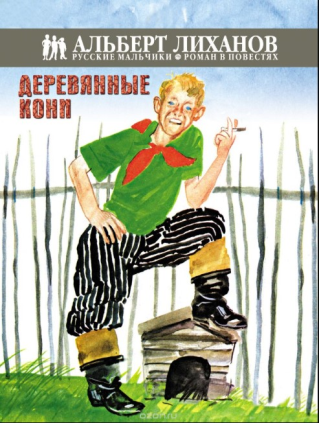 АЛЬБЕРТ ЛИХАНОВ
РУССКИЕ МАЛЬЧИКИ РОМАН В ПОВЕСТЯХ
ДЕРЕВЯННЫЕ
КОНИ